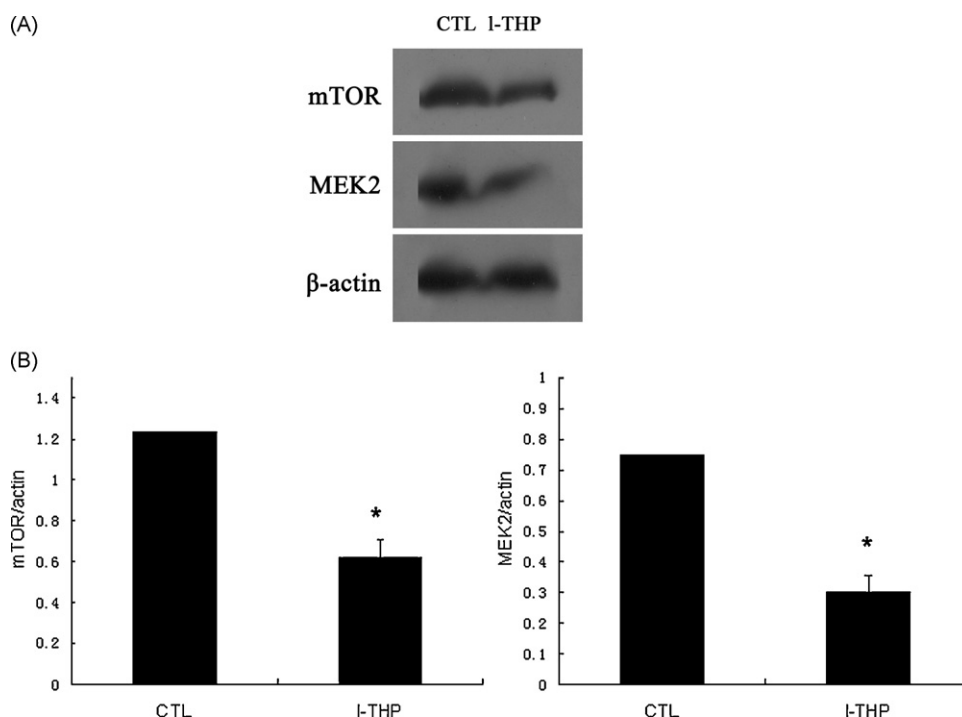 (A)
CTL l-THP
mTOR
MEK2
β-actin
(B)
1.4
1.2
1
0.8
0.6
0.4
0.2
0
mTOR/actin
*
CTL
l-THP
1
0.9
0.8
0.7
0.6
0.5
0.4
0.3
0.2
0.1
0
MEK2/actin
*
CTL
l-THP